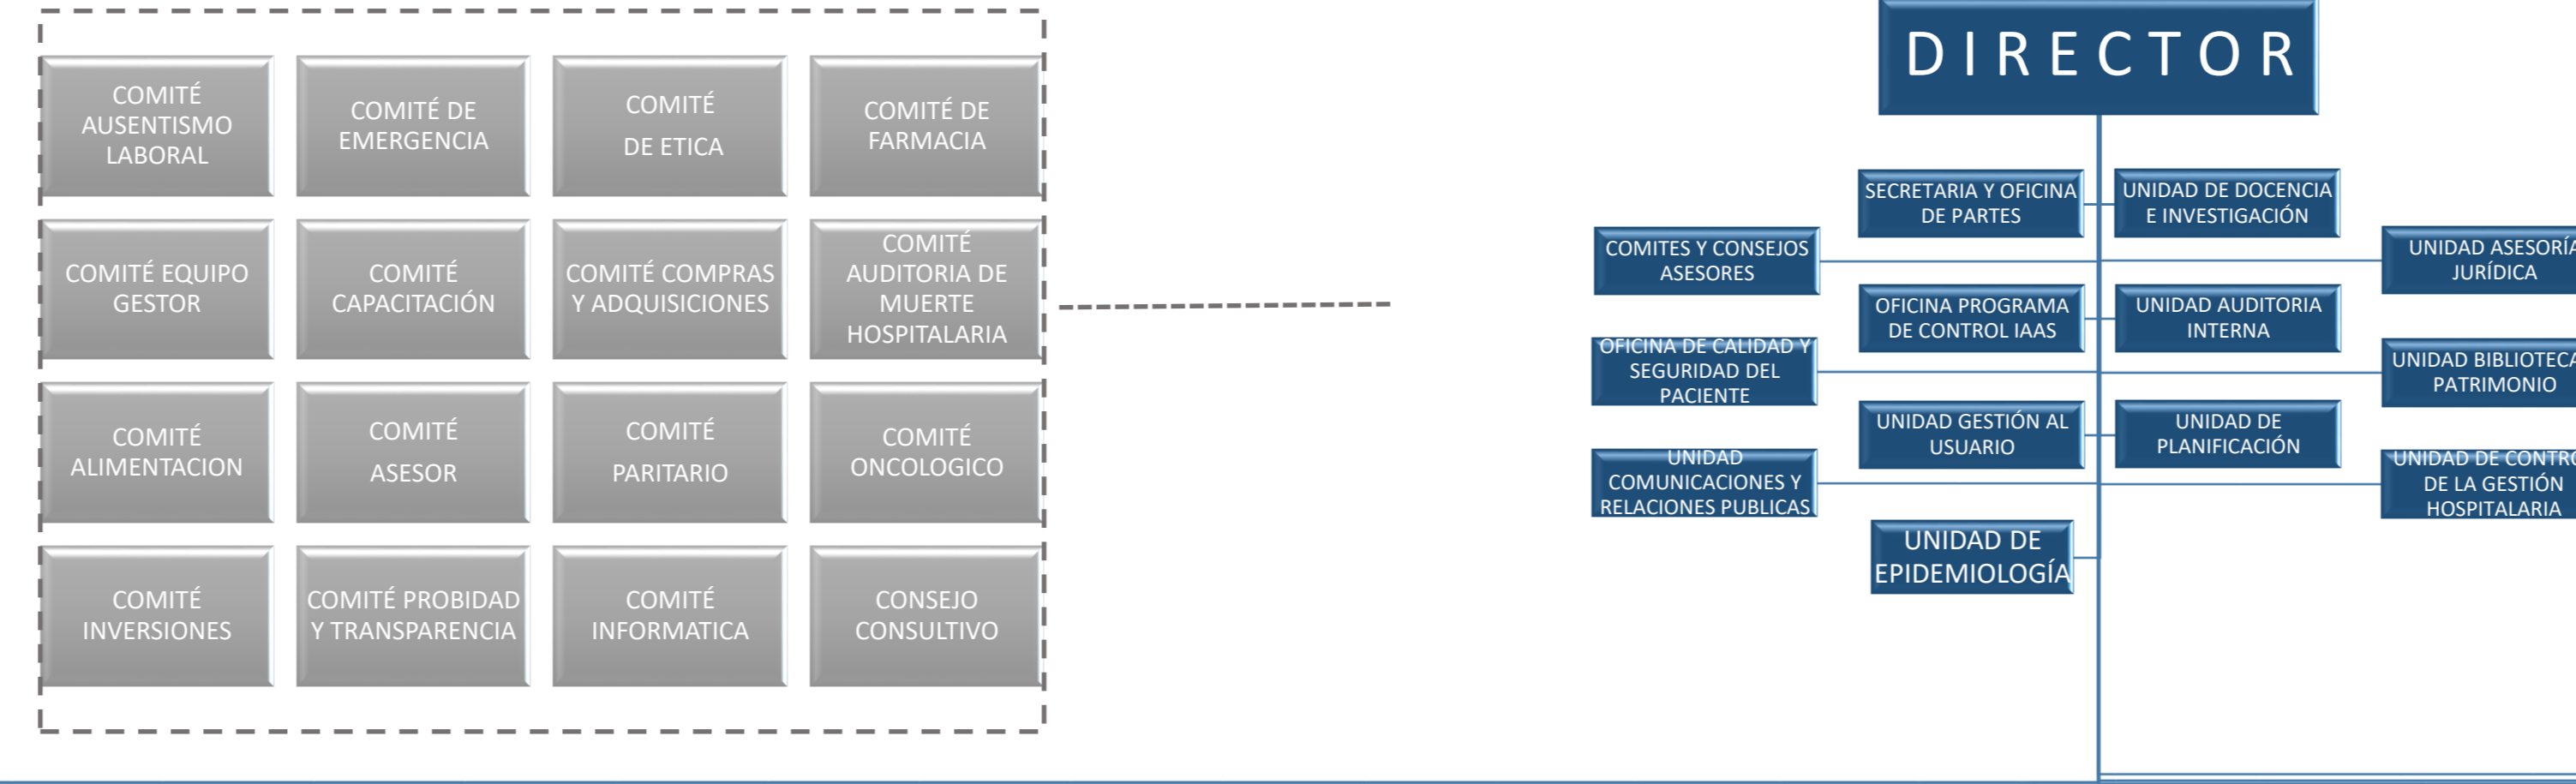 COMITÉ
AUSENTISMO
LABORAL
COMITÉ DE
EMERGENCIA
COMITÉ
DE ETICA
COMITÉ DE
FARMACIA
COMITÉ EQUIPO
GESTOR
COMITÉ
CAPACITACIÓN
COMITÉ COMPRAS
Y ADQUISICIONES
COMITÉ
AUDITORIA DE
MUERTE
HOSPITALARIA
COMITÉ
ALIMENTACION
COMITÉ
ASESOR
COMITÉ
PARITARIO
COMITÉ
ONCOLOGICO
COMITÉ
INVERSIONES
COMITÉ PROBIDAD
Y TRANSPARENCIA
COMITÉ
INFORMATICA
CONSEJO
CONSULTIVO
DIRECTOR
SECRETARIA Y OFICINA
DE PARTES
UNIDAD DE DOCENCIA
E INVESTIGACIÓN
COMITES Y CONSEJOS
ASESORES
UNIDAD ASESORÍA
JURÍDICA
OFICINA PROGRAMA
DE CONTROL IAAS
UNIDAD AUDITORIA
INTERNA
OFICINA DE CALIDAD Y
SEGURIDAD DEL
PACIENTE
UNIDAD BIBLIOTECA
PATRIMONIO
UNIDAD GESTIÓN AL
USUARIO
UNIDAD DE
PLANIFICACIÓN
UNIDAD
COMUNICACIONES Y
RELACIONES PUBLICAS
UNIDAD DE CONTRO
DE LA GESTIÓN
HOSPITALARIA
UNIDAD DE
EPIDEMIOLOGÍA